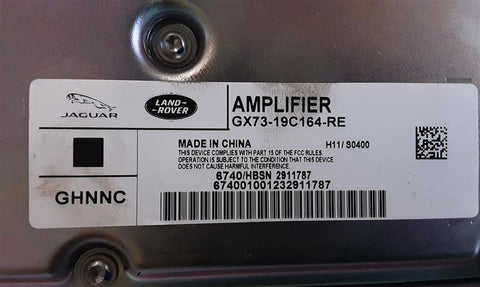 JAGUAR
LAND-
ROVER
AMPLIFIER
GX73-19C164-RE
GHNNC
MADE IN CHINA H11/ S0400
THIS DEVICE COMPLIES WITH PART 15 OF THE FCC RULES.
OPERATION IS SUBJECT TO THE CONDITION THAT THIS DEVICE
DOES NOT CAUSE HARMFUL INTERFERENCE.
6740/HBSN 2911787
674001001232911787